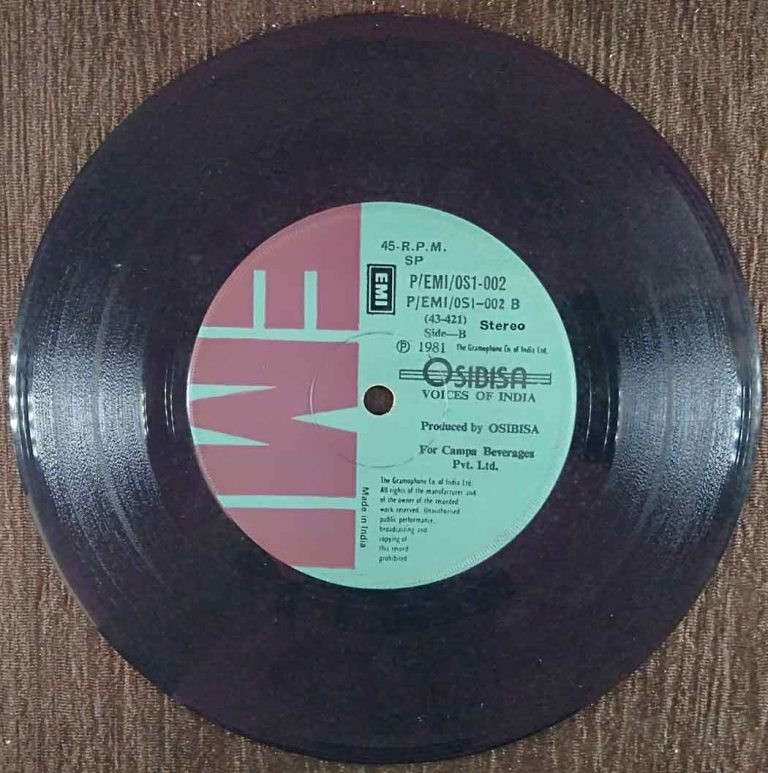 EMI
45-R.P.M.
SP
EMI
P/EMI/OS1-002
P/EMI/OSI-002 B
(43-421)
Side—B
Stereo
Ⓟ 1981 The Gramophone Co. of India Ltd.
OSIBISA
VOICES OF INDIA
Produced by OSIBISA
For Campa Beverages
Pvt. Ltd.
The Gramophone Co. of India Ltd.
All rights of the manufacturer and
of the owner of the recorded
work reserved. Unauthorised
public performance,
broadcasting and
copying of
this record
prohibited
Made in India